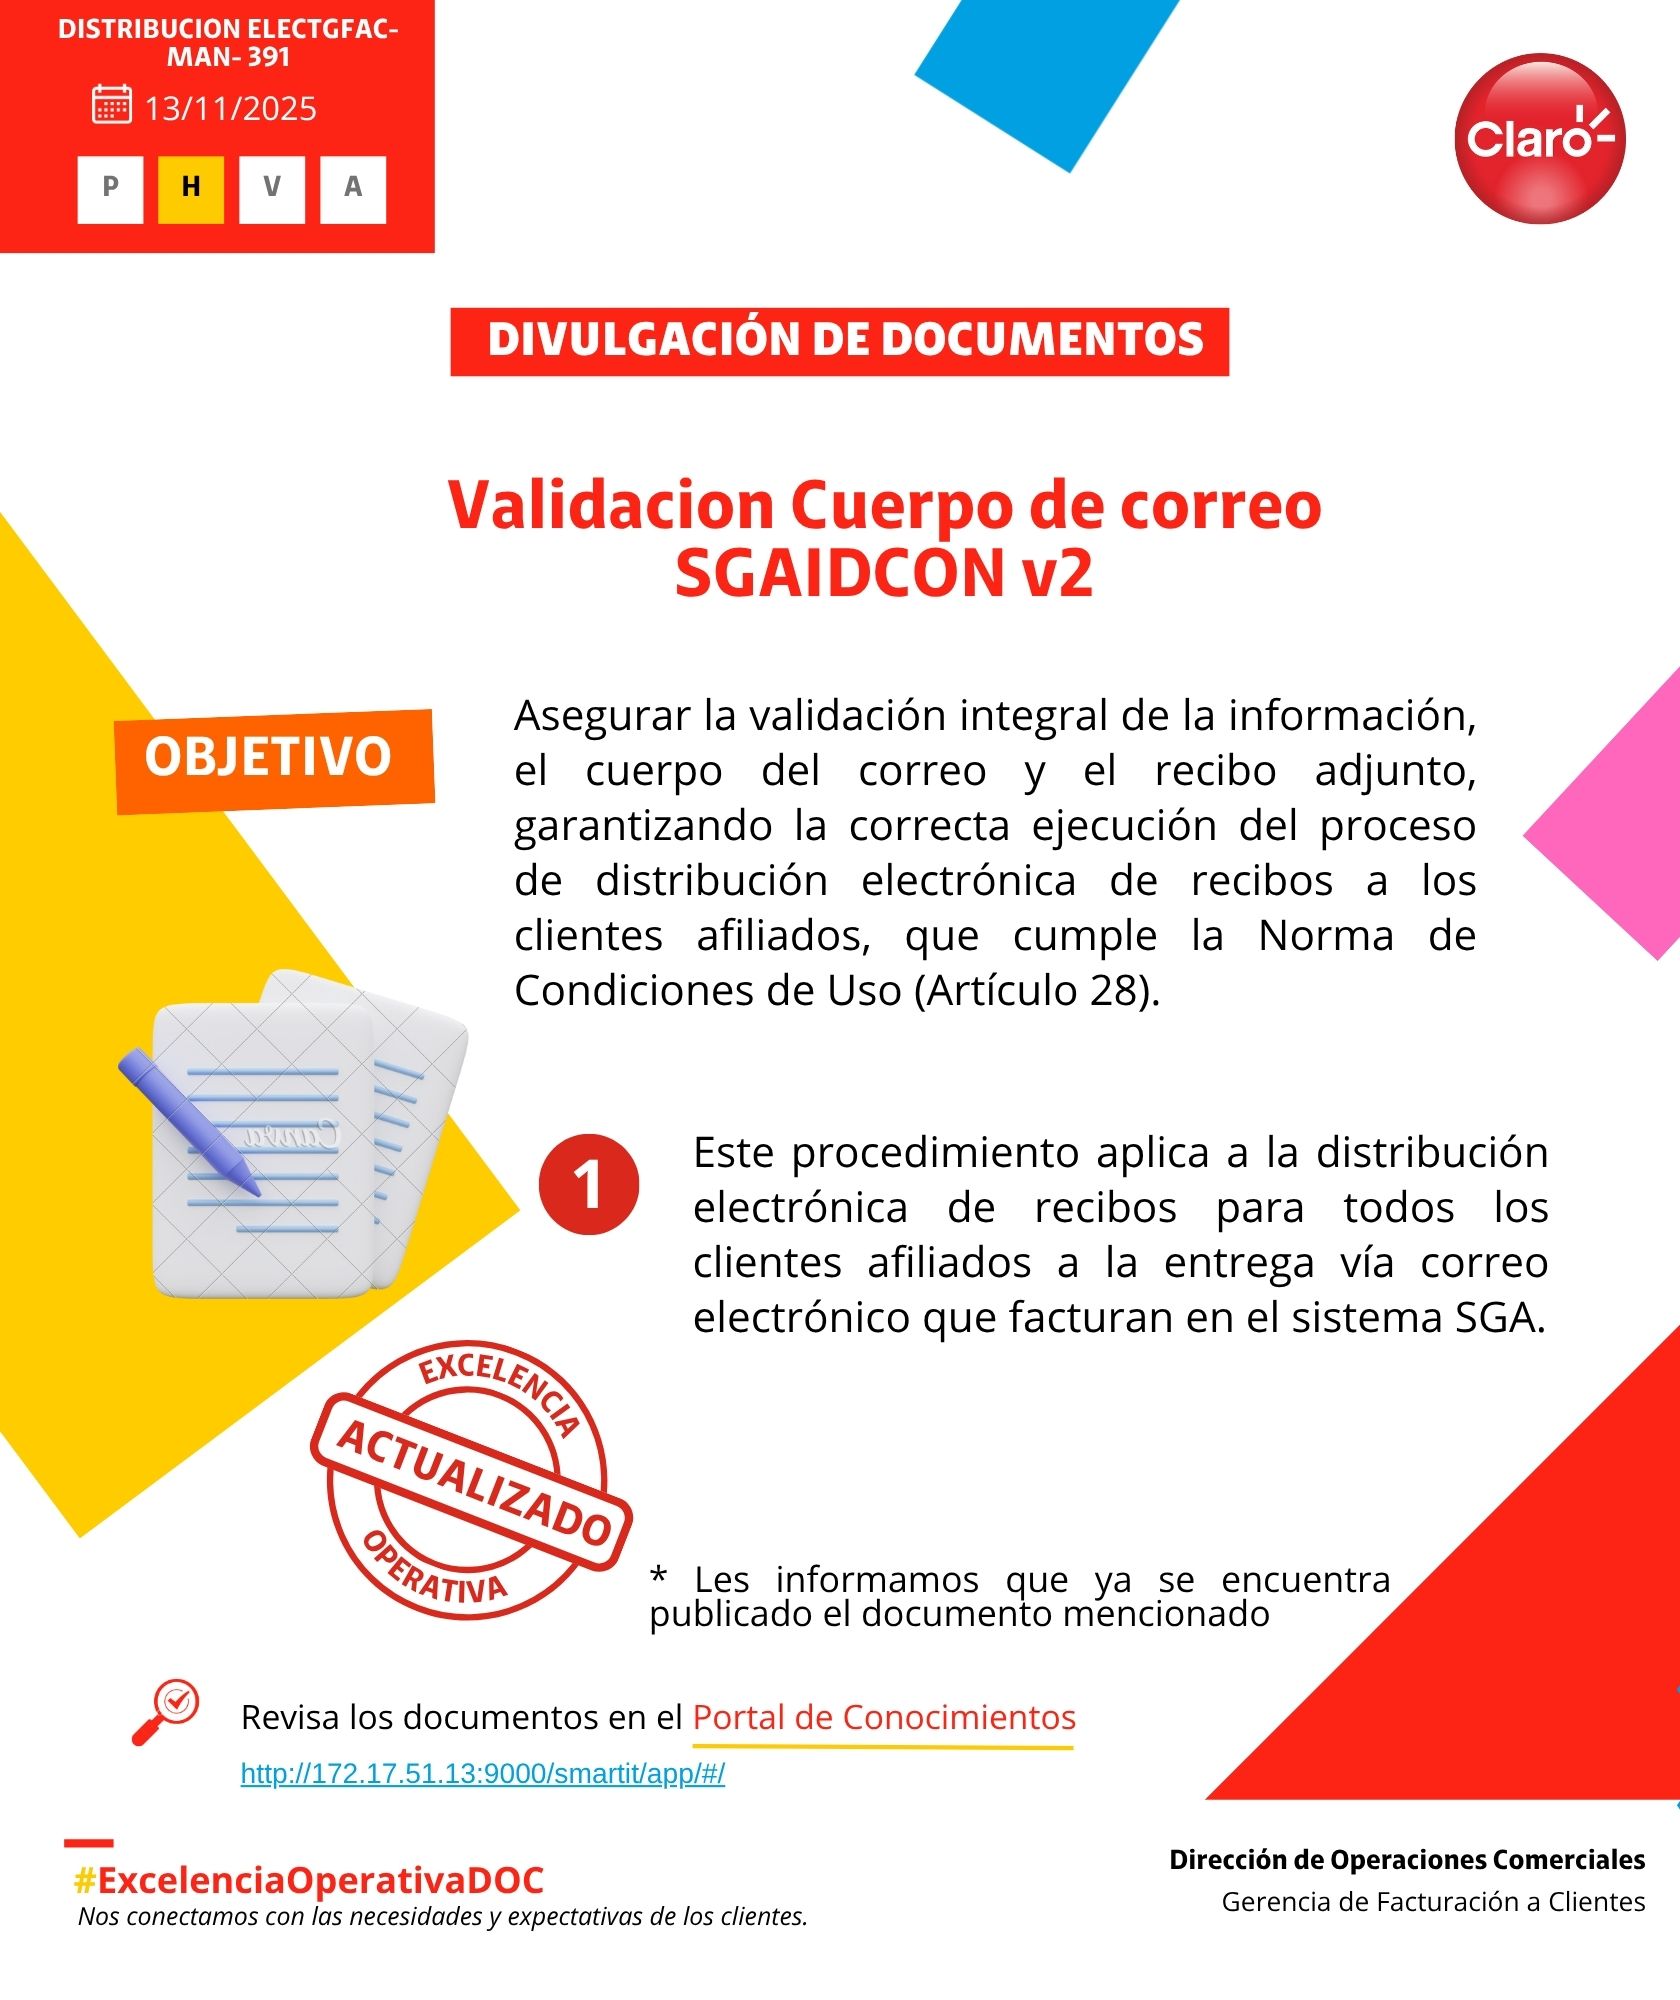 DISTRIBUCION ELECTGFAC-
MAN- 391
13/11/2025
P H V A
Claro
DIVULGACIÓN DE DOCUMENTOS
Validacion Cuerpo de correo
SGAIDCON v2
OBJETIVO
Asegurar la validación integral de la información,
el cuerpo del correo y el recibo adjunto,
garantizando la correcta ejecución del proceso
de distribución electrónica de recibos a los
clientes afiliados, que cumple la Norma de
Condiciones de Uso (Artículo 28).
Canva
1
Este procedimiento aplica a la distribución
electrónica de recibos para todos los
clientes afiliados a la entrega vía correo
electrónico que facturan en el sistema SGA.
EXCELENCIA
ACTUALIZADO
OPERATIVA
* Les informamos que ya se encuentra
publicado el documento mencionado
Revisa los documentos en el Portal de Conocimientos
http://172.17.51.13:9000/smartit/app/#/
#ExcelenciaOperativaDOC
Nos conectamos con las necesidades y expectativas de los clientes.
Dirección de Operaciones Comerciales
Gerencia de Facturación a Clientes